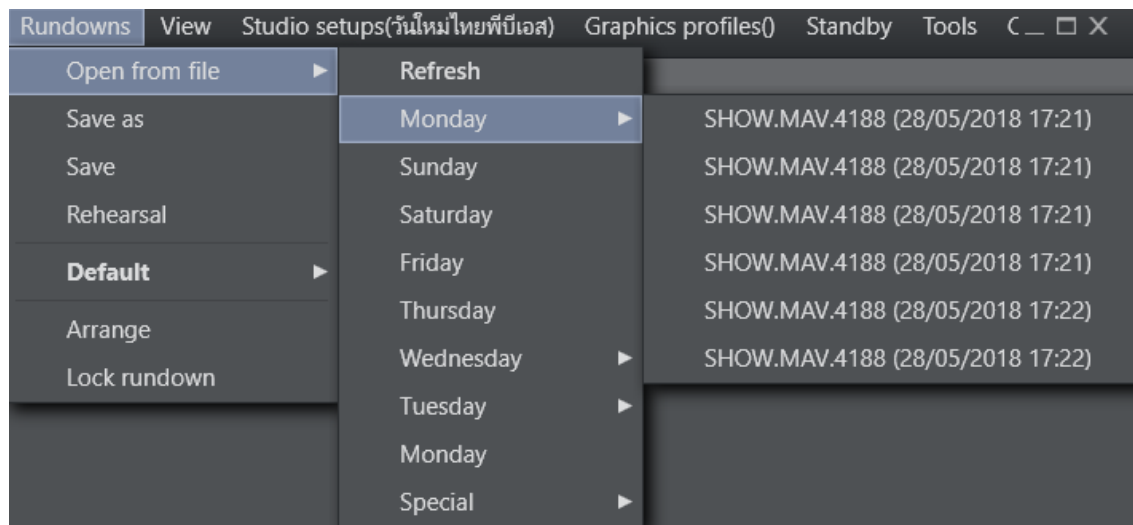 Rundowns View Studio setups(วันใหม่ไทยพีบีเอส) Graphics profiles() Standby Tools
Open from file
Save as
Save
Rehearsal
Default
Arrange
Lock rundown
Refresh
Monday
Sunday
Saturday
Friday
Thursday
Wednesday
Tuesday
Monday
Special
SHOW.MAV.4188 (28/05/2018 17:21)
SHOW.MAV.4188 (28/05/2018 17:21)
SHOW.MAV.4188 (28/05/2018 17:21)
SHOW.MAV.4188 (28/05/2018 17:21)
SHOW.MAV.4188 (28/05/2018 17:22)
SHOW.MAV.4188 (28/05/2018 17:22)